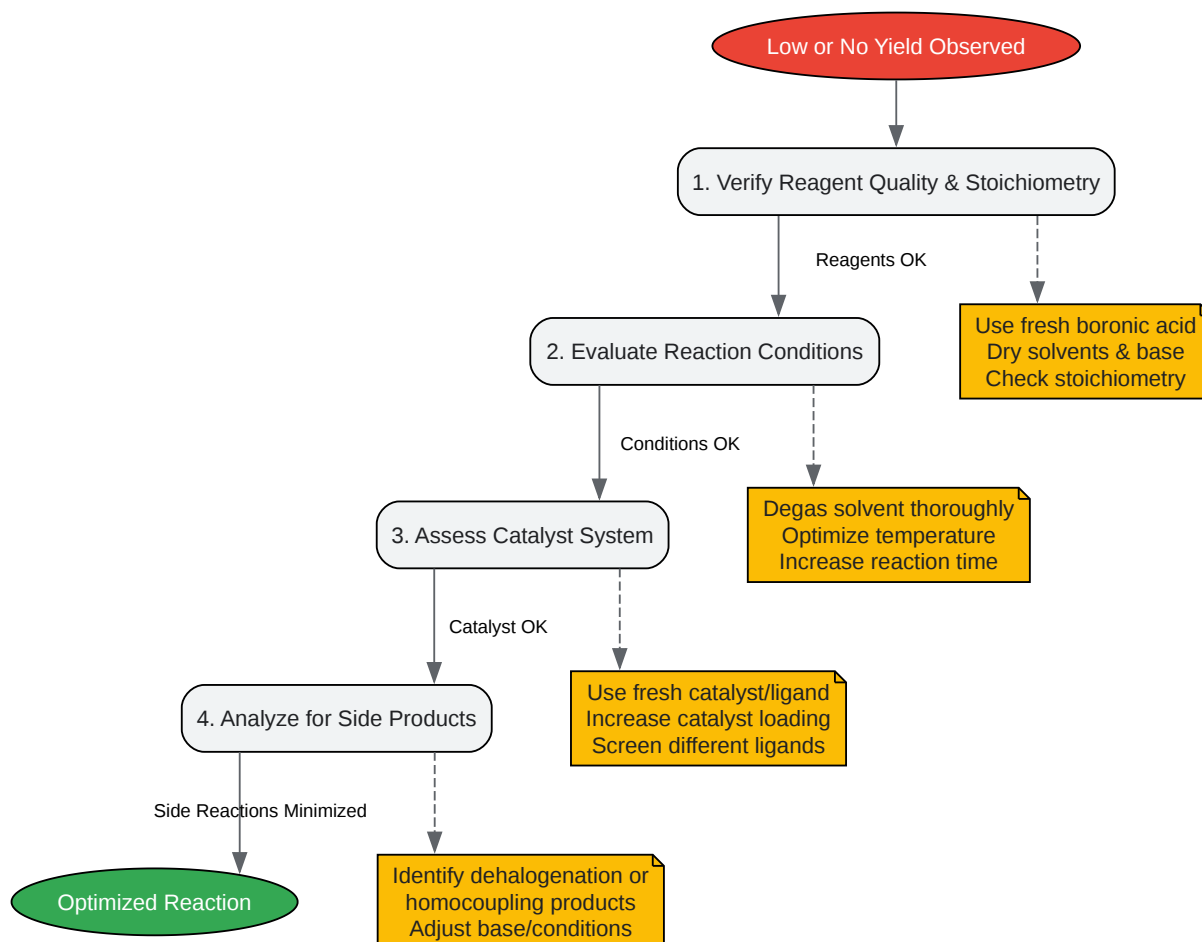 Low or No Yield Observed
1. Verify Reagent Quality & Stoichiometry
Reagents OK
Use fresh boronic acid
Dry solvents & base
Check stoichiometry
2. Evaluate Reaction Conditions
Conditions OK
Degas solvent thoroughly
Optimize temperature
Increase reaction time
3. Assess Catalyst System
Catalyst OK
Use fresh catalyst/ligand
Increase catalyst loading
Screen different ligands
4. Analyze for Side Products
Side Reactions Minimized
Identify dehalogenation or
homocoupling products
Adjust base/conditions
Optimized Reaction